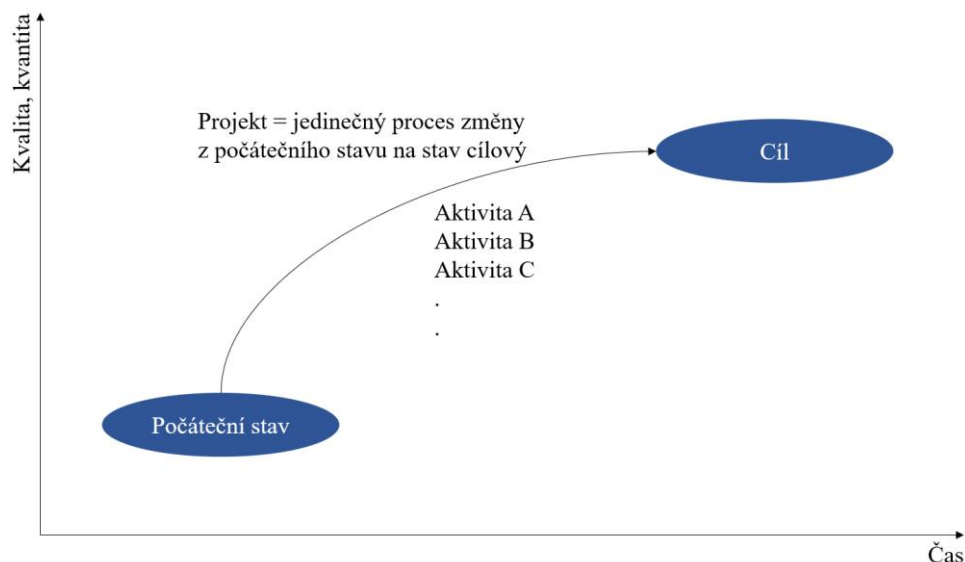 Kvalita, kvantita
Projekt = jedinečný proces změny
z počátečního stavu na stav cílový
Cíl
Aktivita A
Aktivita B
Aktivita C
.
.
Počáteční stav
Čas